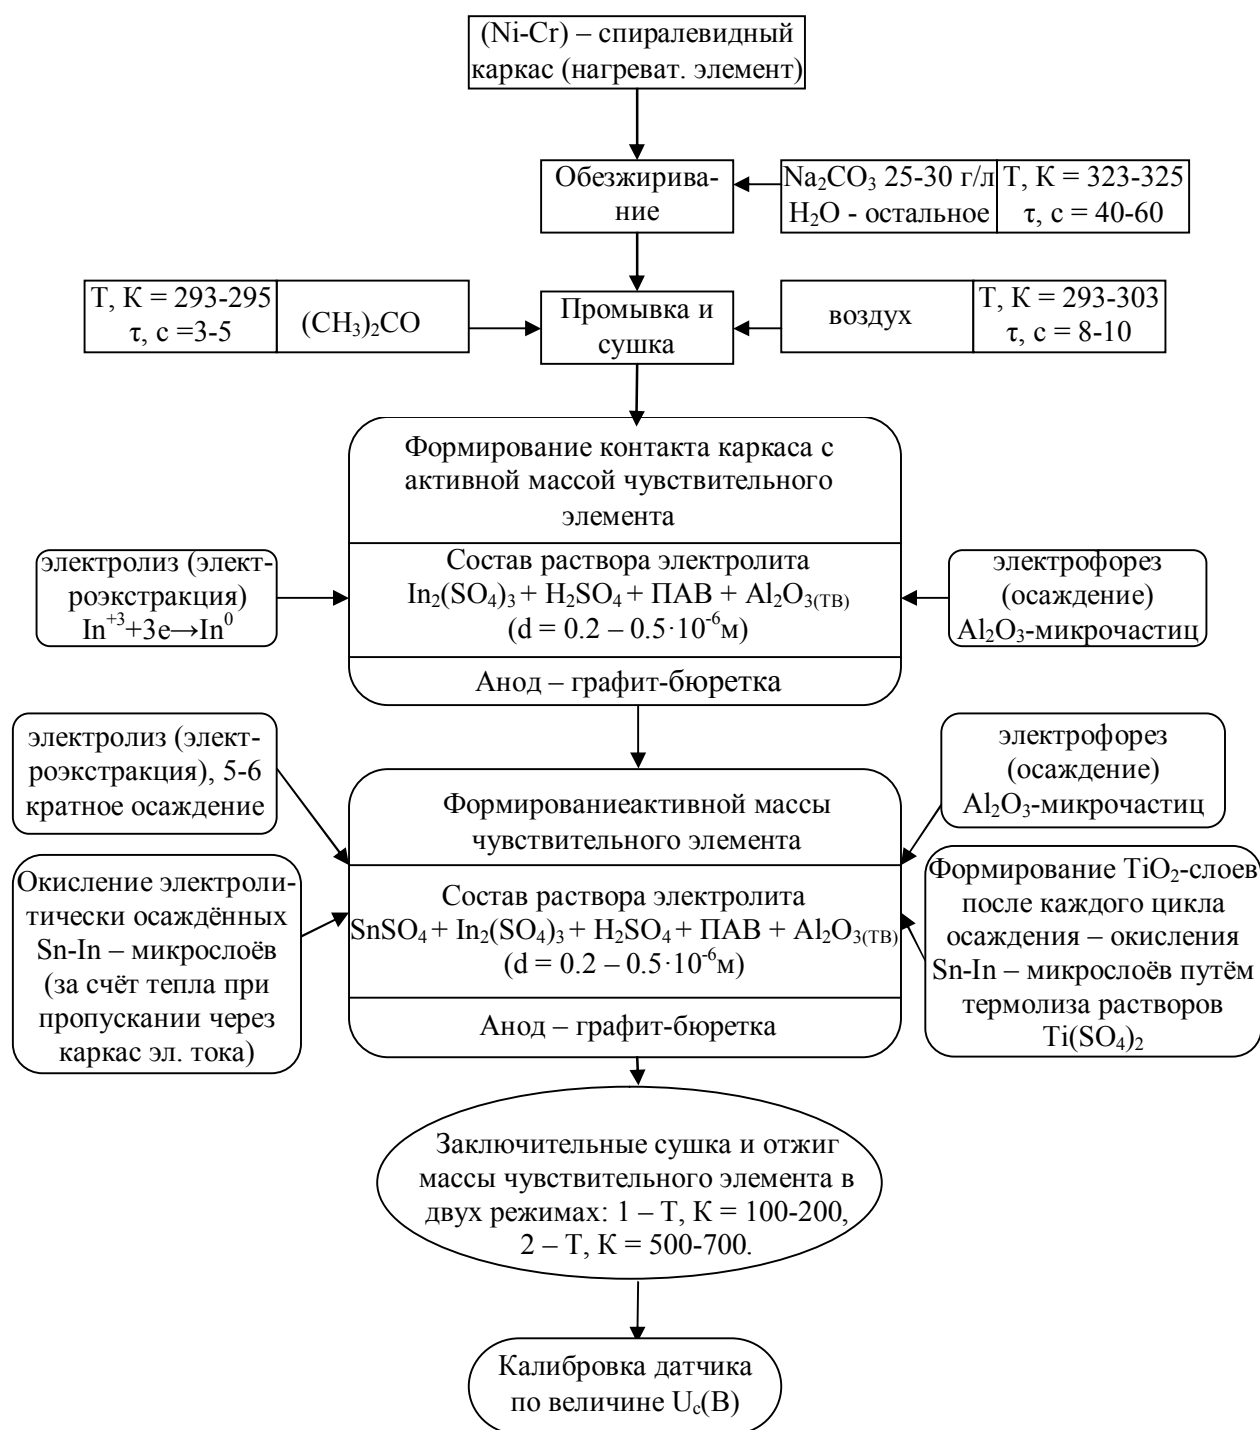 (Ni-Cr) – спиралевидный
каркас (нагреват. элемент)
Обезжирива-
ние
Na₂CO₃ 25-30 г/л
H₂O - остальное
T, K = 323-325
τ, c = 40-60
T, K = 293-295
τ, c =3-5
(CH₃)₂CO
Промывка и
сушка
воздух
T, K = 293-303
τ, c = 8-10
Формирование контакта каркаса с
активной массой чувствительного
элемента
электролиз (элект-
роэкстракция)
In⁺³+3e→In⁰
Состав раствора электролита
In₂(SO₄)₃ + H₂SO₄ + ПАВ + Al₂O₃(ТВ)
(d = 0.2 – 0.5·10⁻⁶м)
Анод – графит-бюретка
электрофорез
(осаждение)
Al₂O₃-микрочастиц
электролиз (элект-
роэкстракция), 5-6
кратное осаждение
электрофорез
(осаждение)
Al₂O₃-микрочастиц
Формированиеактивной массы
чувствительного элемента
Окисление электроли-
тически осаждённых
Sn-In – микрослоёв
(за счёт тепла при
пропускании через
каркас эл. тока)
Состав раствора электролита
SnSO₄ + In₂(SO₄)₃ + H₂SO₄ + ПАВ + Al₂O₃(ТВ)
(d = 0.2 – 0.5·10⁻⁶м)
Анод – графит-бюретка
Формирование TiO₂-слоев
после каждого цикла
осаждения – окисления
Sn-In – микрослоёв путём
термолиза растворов
Ti(SO₄)₂
Заключительные сушка и отжиг
массы чувствительного элемента в
двух режимах: 1 – T, K = 100-200,
2 – T, K = 500-700.
Калибровка датчика
по величине Uc(B)